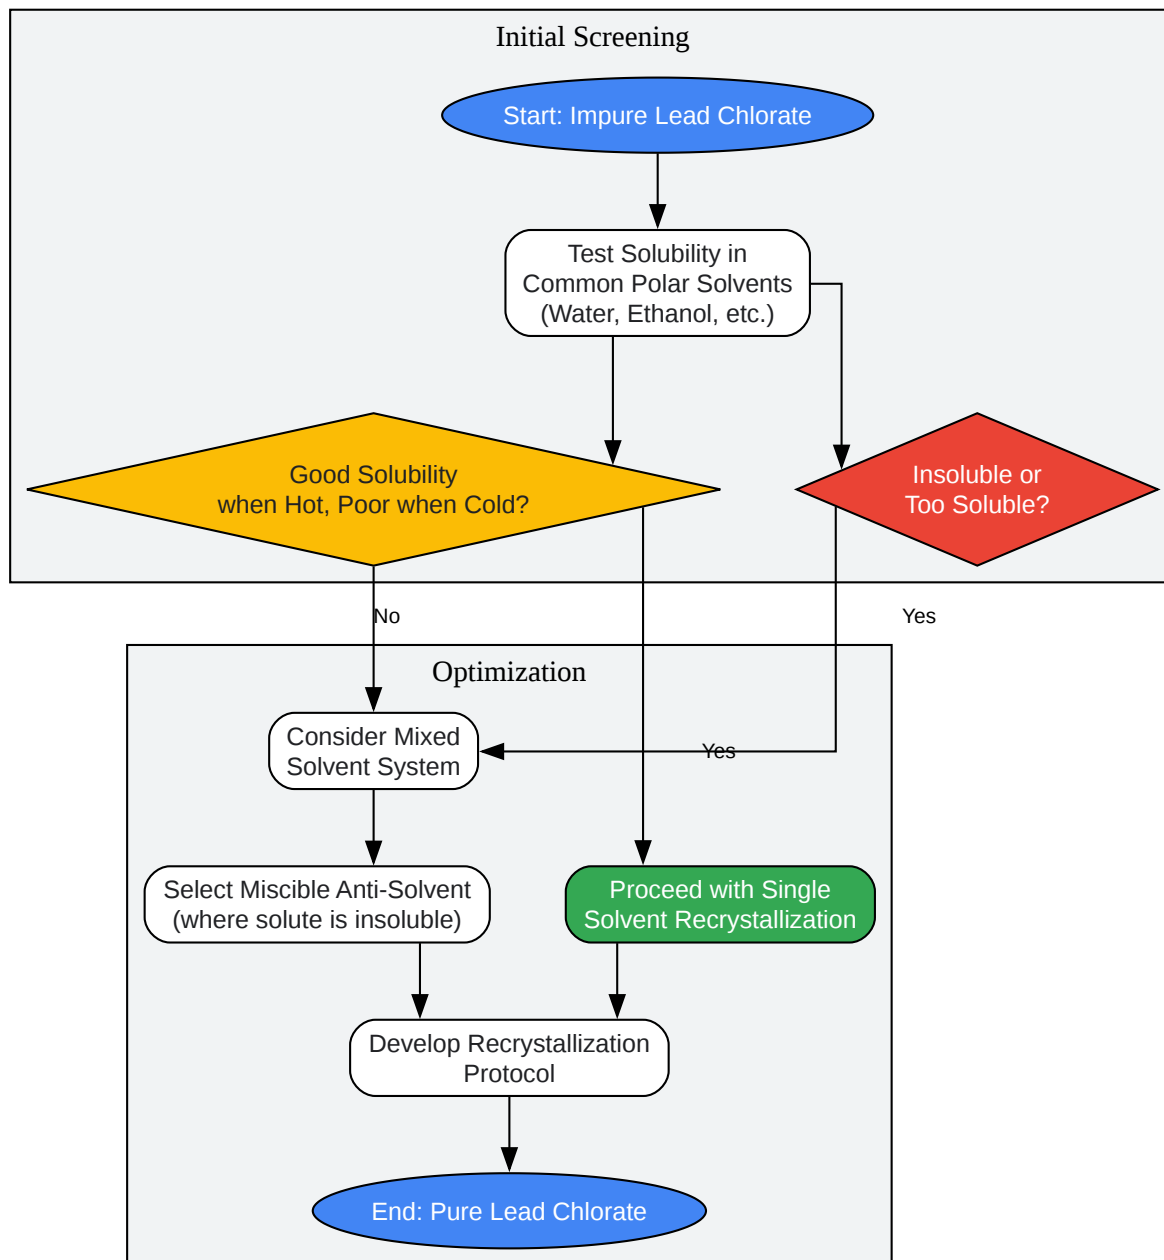 Initial Screening
Start: Impure Lead Chlorate
Test Solubility in
Common Polar Solvents
(Water, Ethanol, etc.)
Good Solubility
when Hot, Poor when Cold?
Insoluble or
Too Soluble?
No
Yes
Optimization
Consider Mixed
Solvent System
Yes
Select Miscible Anti-Solvent
(where solute is insoluble)
Proceed with Single
Solvent Recrystallization
Develop Recrystallization
Protocol
End: Pure Lead Chlorate